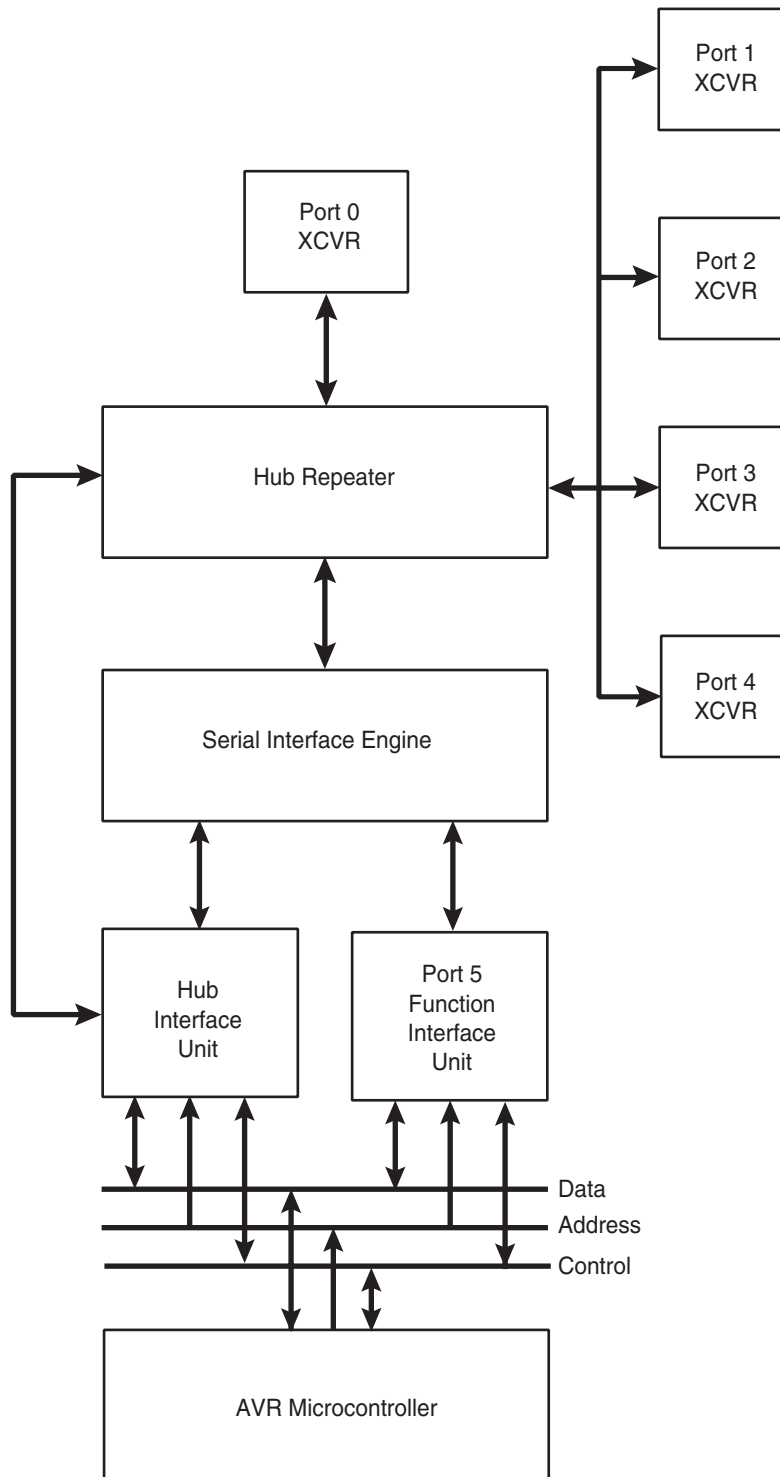 Port 1
XCVR
Port 0
XCVR
Port 2
XCVR
Hub Repeater
Port 3
XCVR
Port 4
XCVR
Serial Interface Engine
Hub
Interface
Unit
Port 5
Function
Interface
Unit
Data
Address
Control
AVR Microcontroller